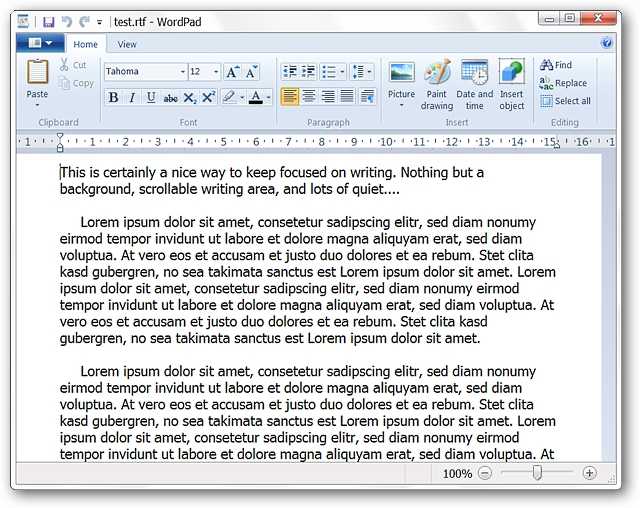 test.rtf - WordPad
Home View
Paste
Cut
Copy
Clipboard
Tahoma 12
A A
B I U abc X₂ X² A
Font
Paragraph
Picture
Paint drawing
Date and time
Insert object
Insert
Find
Replace
Select all
Editing
1 1 2 3 4 5 6 7 8 9 10 11 12 13 14 15 16 1
This is certainly a nice way to keep focused on writing. Nothing but a
background, scrollable writing area, and lots of quiet....
Lorem ipsum dolor sit amet, consetetur sadipscing elitr, sed diam nonumy
eirmod tempor invidunt ut labore et dolore magna aliquyam erat, sed diam
voluptua. At vero eos et accusam et justo duo dolores et ea rebum. Stet clita
kasd gubergren, no sea takimata sanctus est Lorem ipsum dolor sit amet. Lorem
ipsum dolor sit amet, consetetur sadipscing elitr, sed diam nonumy eirmod
tempor invidunt ut labore et dolore magna aliquyam erat, sed diam voluptua. At
vero eos et accusam et justo duo dolores et ea rebum. Stet clita kasd
gubergren, no sea takimata sanctus est Lorem ipsum dolor sit amet.
Lorem ipsum dolor sit amet, consetetur sadipscing elitr, sed diam nonumy
eirmod tempor invidunt ut labore et dolore magna aliquyam erat, sed diam
voluptua. At vero eos et accusam et justo duo dolores et ea rebum. Stet clita
kasd gubergren, no sea takimata sanctus est Lorem ipsum dolor sit amet. Lorem
ipsum dolor sit amet, consetetur sadipscing elitr, sed diam nonumy eirmod
tempor invidunt ut labore et dolore magna aliquyam erat, sed diam voluptua. At
100%